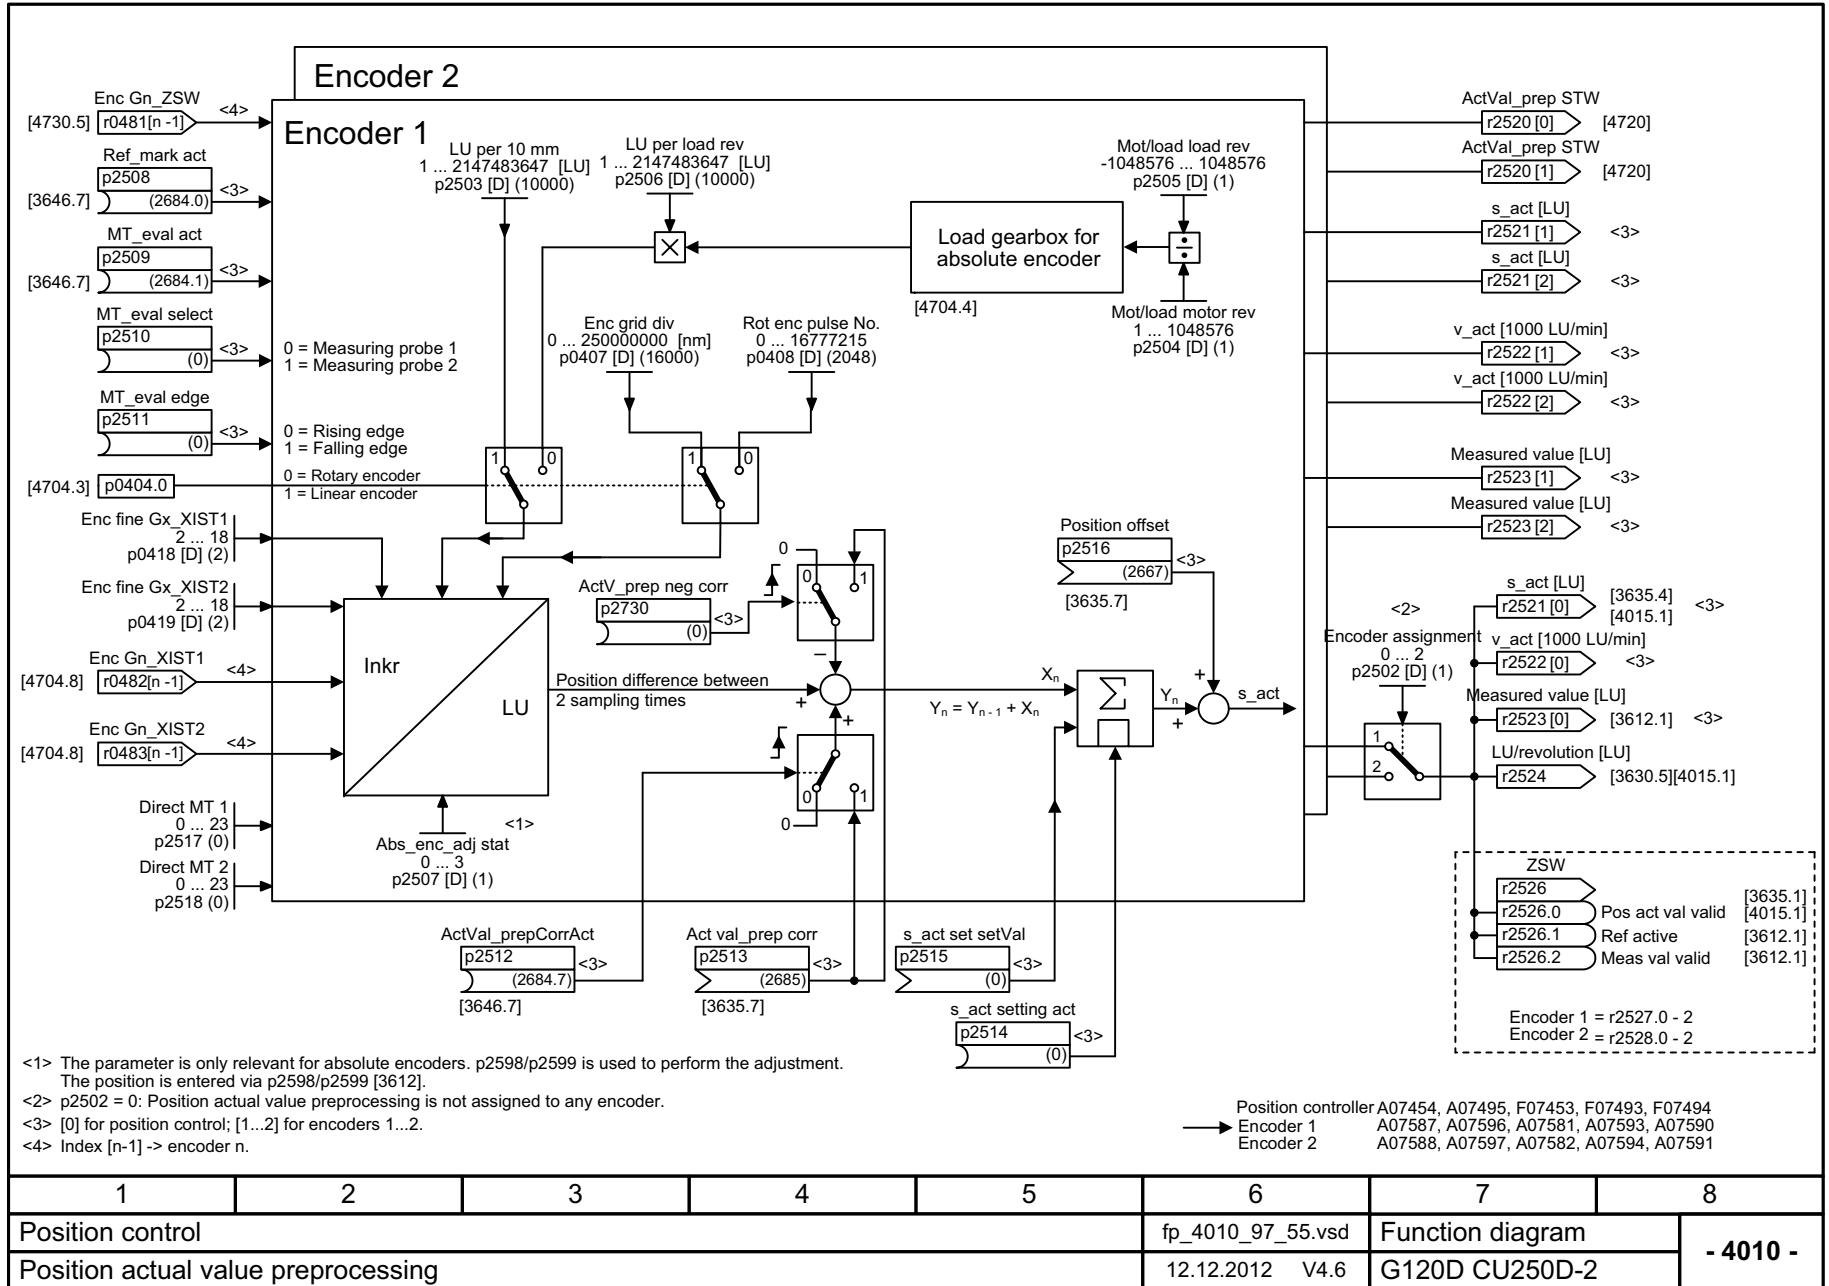 Encoder 2
Encoder 1
Enc Gn_ZSW
<4>
[4730.5] r0481[n -1]
Ref_mark act
p2508
<3>
[3646.7] (2684.0)
MT_eval act
p2509
<3>
[3646.7] (2684.1)
MT_eval select
p2510
<3>
(0)
0 = Measuring probe 1
1 = Measuring probe 2
MT_eval edge
p2511
<3>
(0)
0 = Rising edge
1 = Falling edge
[4704.3] p0404.0
0 = Rotary encoder
1 = Linear encoder
Enc fine Gx_XIST1
2 ... 18
p0418 [D] (2)
Enc fine Gx_XIST2
2 ... 18
p0419 [D] (2)
Enc Gn_XIST1
<4>
[4704.8] r0482[n -1]
Enc Gn_XIST2
<4>
[4704.8] r0483[n -1]
Direct MT 1
0 ... 23
p2517 (0)
Direct MT 2
0 ... 23
p2518 (0)
LU per 10 mm
1 ... 2147483647 [LU]
p2503 [D] (10000)
LU per load rev
1 ... 2147483647 [LU]
p2506 [D] (10000)
×
Load gearbox for
absolute encoder
[4704.4]
Mot/load load rev
-1048576 ... 1048576
p2505 [D] (1)
÷
Mot/load motor rev
1 ... 1048576
p2504 [D] (1)
Enc grid div
0 ... 250000000 [nm]
p0407 [D] (16000)
Rot enc pulse No.
0 ... 16777215
p0408 [D] (2048)
1 0
1 0
Inkr
LU
Abs_enc_adj stat
0 ... 3
p2507 [D] (1)
<1>
Position difference between
2 sampling times
ActV_prep neg corr
p2730
<3>
(0)
0
0 1
–
+
+
0 1
0
Xn
Yn = Yn - 1 + Xn
Σ
Yn
+
+
s_act
Position offset
p2516
<3>
(2667)
[3635.7]
ActVal_prepCorrAct
p2512
<3>
(2684.7)
[3646.7]
Act val_prep corr
p2513
<3>
(2685)
[3635.7]
s_act set setVal
p2515
<3>
(0)
s_act setting act
p2514
<3>
(0)
ActVal_prep STW
r2520 [0] [4720]
ActVal_prep STW
r2520 [1] [4720]
s_act [LU]
r2521 [1] <3>
s_act [LU]
r2521 [2] <3>
v_act [1000 LU/min]
r2522 [1] <3>
v_act [1000 LU/min]
r2522 [2] <3>
Measured value [LU]
r2523 [1] <3>
Measured value [LU]
r2523 [2] <3>
<2>
Encoder assignment
0 ... 2
p2502 [D] (1)
1
2
s_act [LU]
r2521 [0] [3635.4] <3>
[4015.1]
v_act [1000 LU/min]
r2522 [0] <3>
Measured value [LU]
r2523 [0] [3612.1] <3>
LU/revolution [LU]
r2524 [3630.5][4015.1]
ZSW
r2526 [3635.1]
r2526.0 Pos act val valid [4015.1]
r2526.1 Ref active [3612.1]
r2526.2 Meas val valid [3612.1]
Encoder 1 = r2527.0 - 2
Encoder 2 = r2528.0 - 2
<1> The parameter is only relevant for absolute encoders. p2598/p2599 is used to perform the adjustment.
The position is entered via p2598/p2599 [3612].
<2> p2502 = 0: Position actual value preprocessing is not assigned to any encoder.
<3> [0] for position control; [1...2] for encoders 1...2.
<4> Index [n-1] -> encoder n.
Position controller A07454, A07495, F07453, F07493, F07494
Encoder 1 A07587, A07596, A07581, A07593, A07590
Encoder 2 A07588, A07597, A07582, A07594, A07591
1 2 3 4 5 6 7 8
Position control fp_4010_97_55.vsd Function diagram
- 4010 -
Position actual value preprocessing 12.12.2012 V4.6 G120D CU250D-2